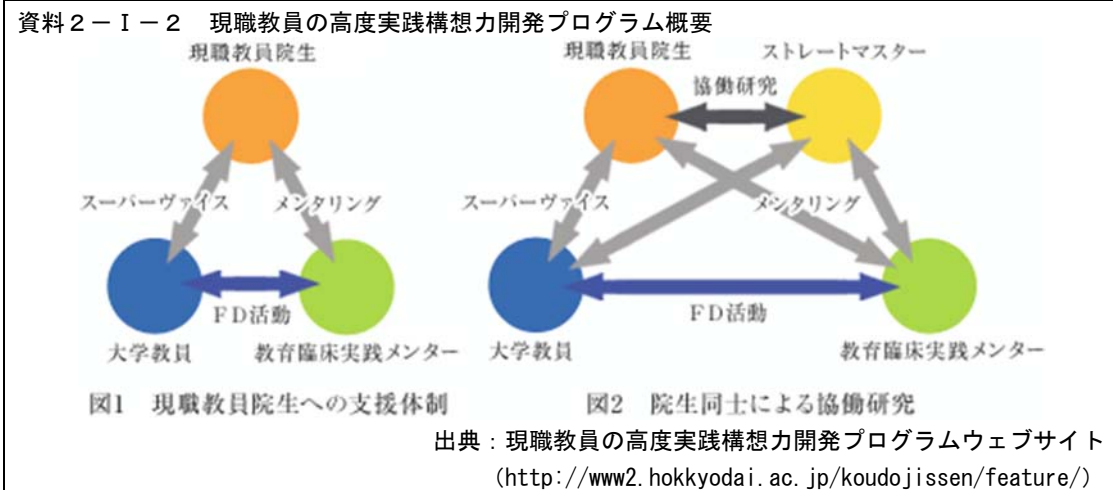 資料２－Ⅰ－２　現職教員の高度実践構想力開発プログラム概要
現職教員院生
スーパーヴァイス
メンタリング
ＦＤ活動
大学教員
教育臨床実践メンター
図1　現職教員院生への支援体制
現職教員院生
ストレートマスター
協働研究
スーパーヴァイス
メンタリング
ＦＤ活動
大学教員
教育臨床実践メンター
図2　院生同士による協働研究
出典：現職教員の高度実践構想力開発プログラムウェブサイト
（http://www2.hokkyodai.ac.jp/koudojissen/feature/）